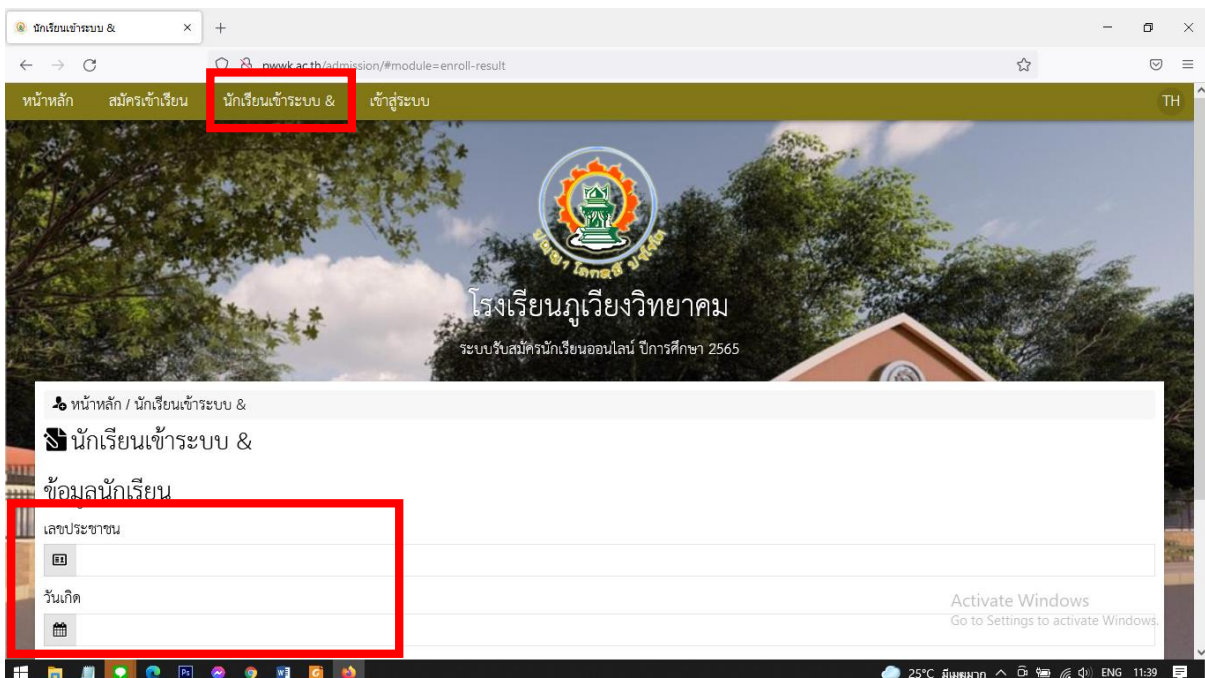 นักเรียนเข้าระบบ &
pwwk.ac.th/admission/#module=enroll-result
หน้าหลัก สมัครเข้าเรียน นักเรียนเข้าระบบ & เข้าสู่ระบบ TH
โรงเรียนภูเวียงวิทยาคม
ระบบรับสมัครนักเรียนออนไลน์ ปีการศึกษา 2565
หน้าหลัก / นักเรียนเข้าระบบ &
นักเรียนเข้าระบบ &
ข้อมูลนักเรียน
เลขประชาชน
วันเกิด
Activate Windows
Go to Settings to activate Windows.
25°C มีเมฆมาก ENG 11:39